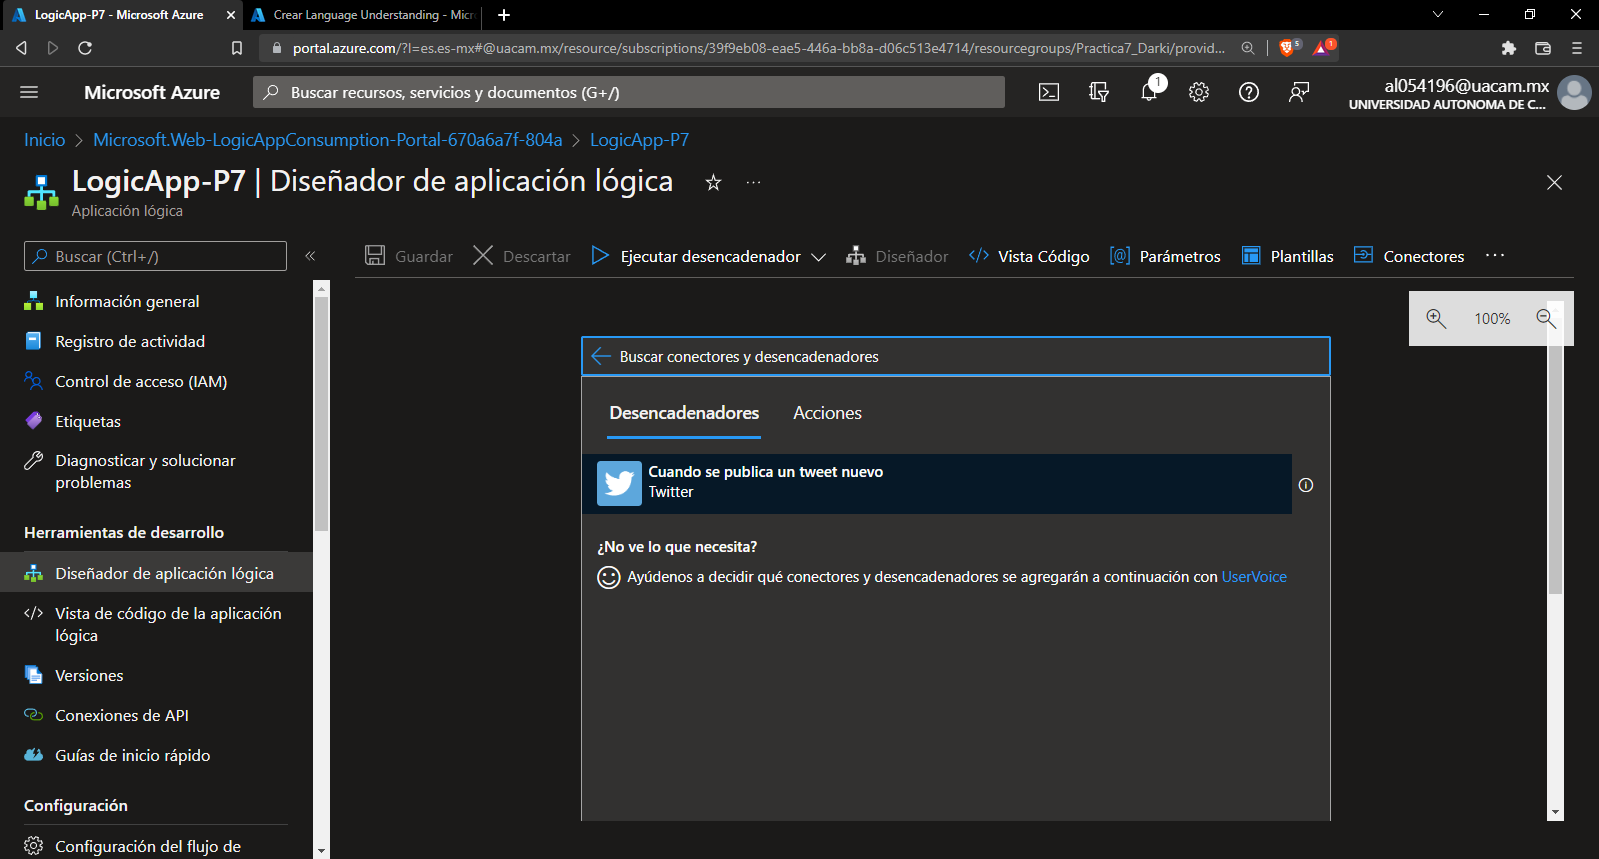 LogicApp-P7 - Microsoft Azure
Crear Language Understanding - Micr
portal.azure.com/?l=es.es-mx#@uacam.mx/resource/subscriptions/39f9eb08-eae5-446a-bb8a-d06c513e4714/resourcegroups/Practica7_Darki/provid...
5
1
Microsoft Azure
Buscar recursos, servicios y documentos (G+/)
1
al054196@uacam.mx
UNIVERSIDAD AUTONOMA DE C...
Inicio > Microsoft.Web-LogicAppConsumption-Portal-670a6a7f-804a > LogicApp-P7
LogicApp-P7 | Diseñador de aplicación lógica
Aplicación lógica
Buscar (Ctrl+/)
Guardar
Descartar
Ejecutar desencadenador
Diseñador
Vista Código
Parámetros
Plantillas
Conectores
Información general
Registro de actividad
Control de acceso (IAM)
Etiquetas
Diagnosticar y solucionar
problemas
Herramientas de desarrollo
Diseñador de aplicación lógica
Vista de código de la aplicación
lógica
Versiones
Conexiones de API
Guías de inicio rápido
Configuración
Configuración del flujo de
100%
Buscar conectores y desencadenadores
Desencadenadores
Acciones
Cuando se publica un tweet nuevo
Twitter
¿No ve lo que necesita?
Ayúdenos a decidir qué conectores y desencadenadores se agregarán a continuación con UserVoice